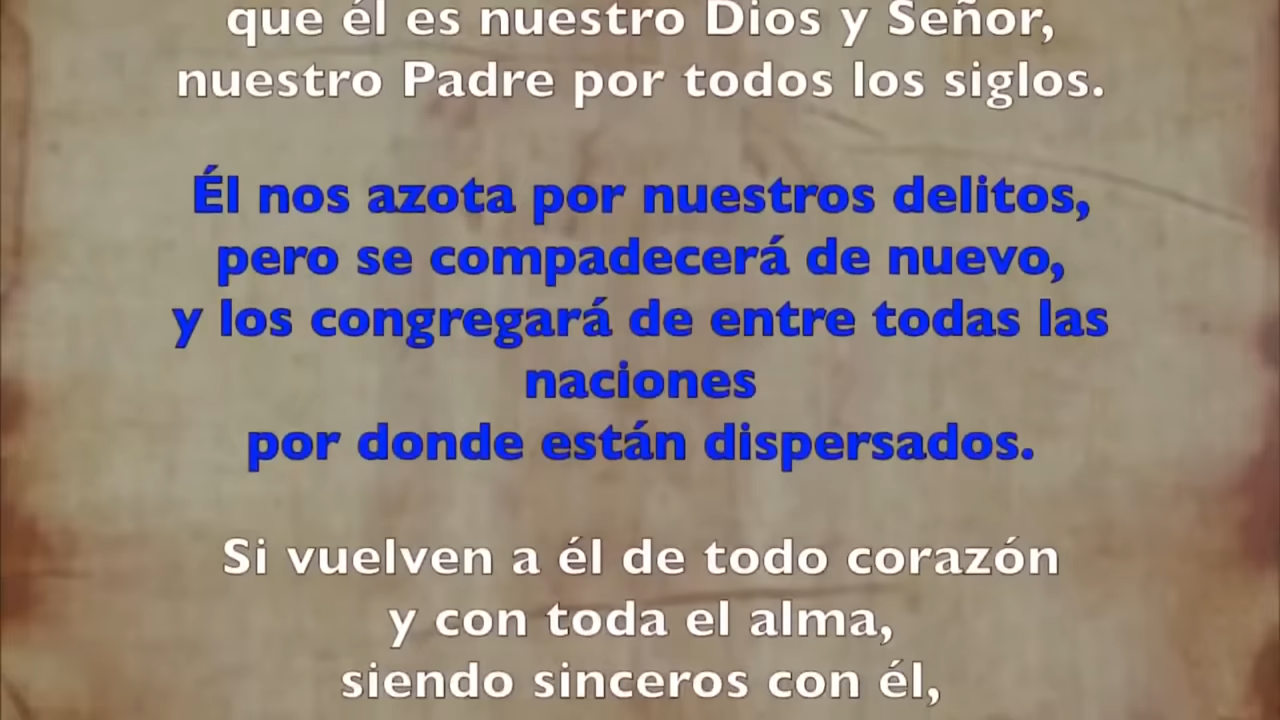 que él es nuestro Dios y Señor,
nuestro Padre por todos los siglos.
Él nos azota por nuestros delitos,
pero se compadecerá de nuevo,
y los congregará de entre todas las
naciones
por donde están dispersados.
Si vuelven a él de todo corazón
y con toda el alma,
siendo sinceros con él,